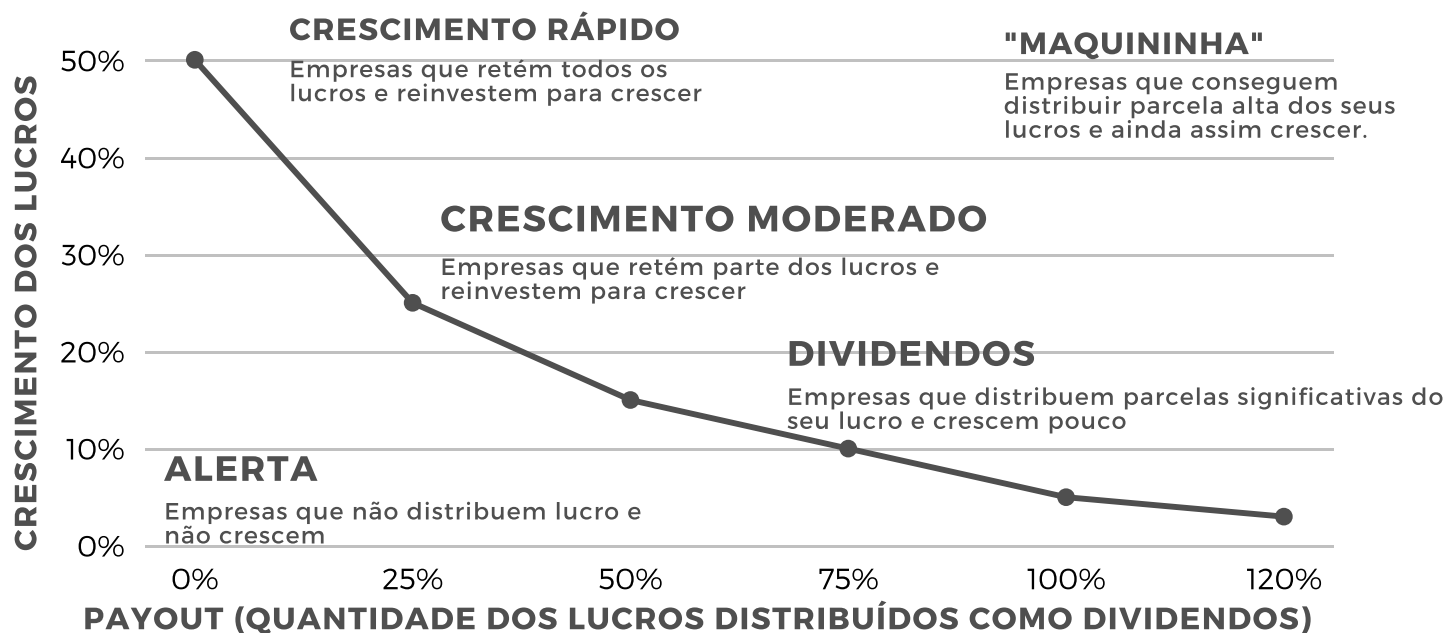 CRESCIMENTO RÁPIDO
Empresas que retém todos os
lucros e reinvestem para crescer
"MAQUININHA"
Empresas que conseguem
distribuir parcela alta dos seus
lucros e ainda assim crescer.
CRESCIMENTO MODERADO
Empresas que retém parte dos lucros e
reinvestem para crescer
DIVIDENDOS
Empresas que distribuem parcelas significativas do
seu lucro e crescem pouco
ALERTA
Empresas que não distribuem lucro e
não crescem
CRESCIMENTO DOS LUCROS
50%
40%
30%
20%
10%
0%
0% 25% 50% 75% 100% 120%
PAYOUT (QUANTIDADE DOS LUCROS DISTRIBUÍDOS COMO DIVIDENDOS)